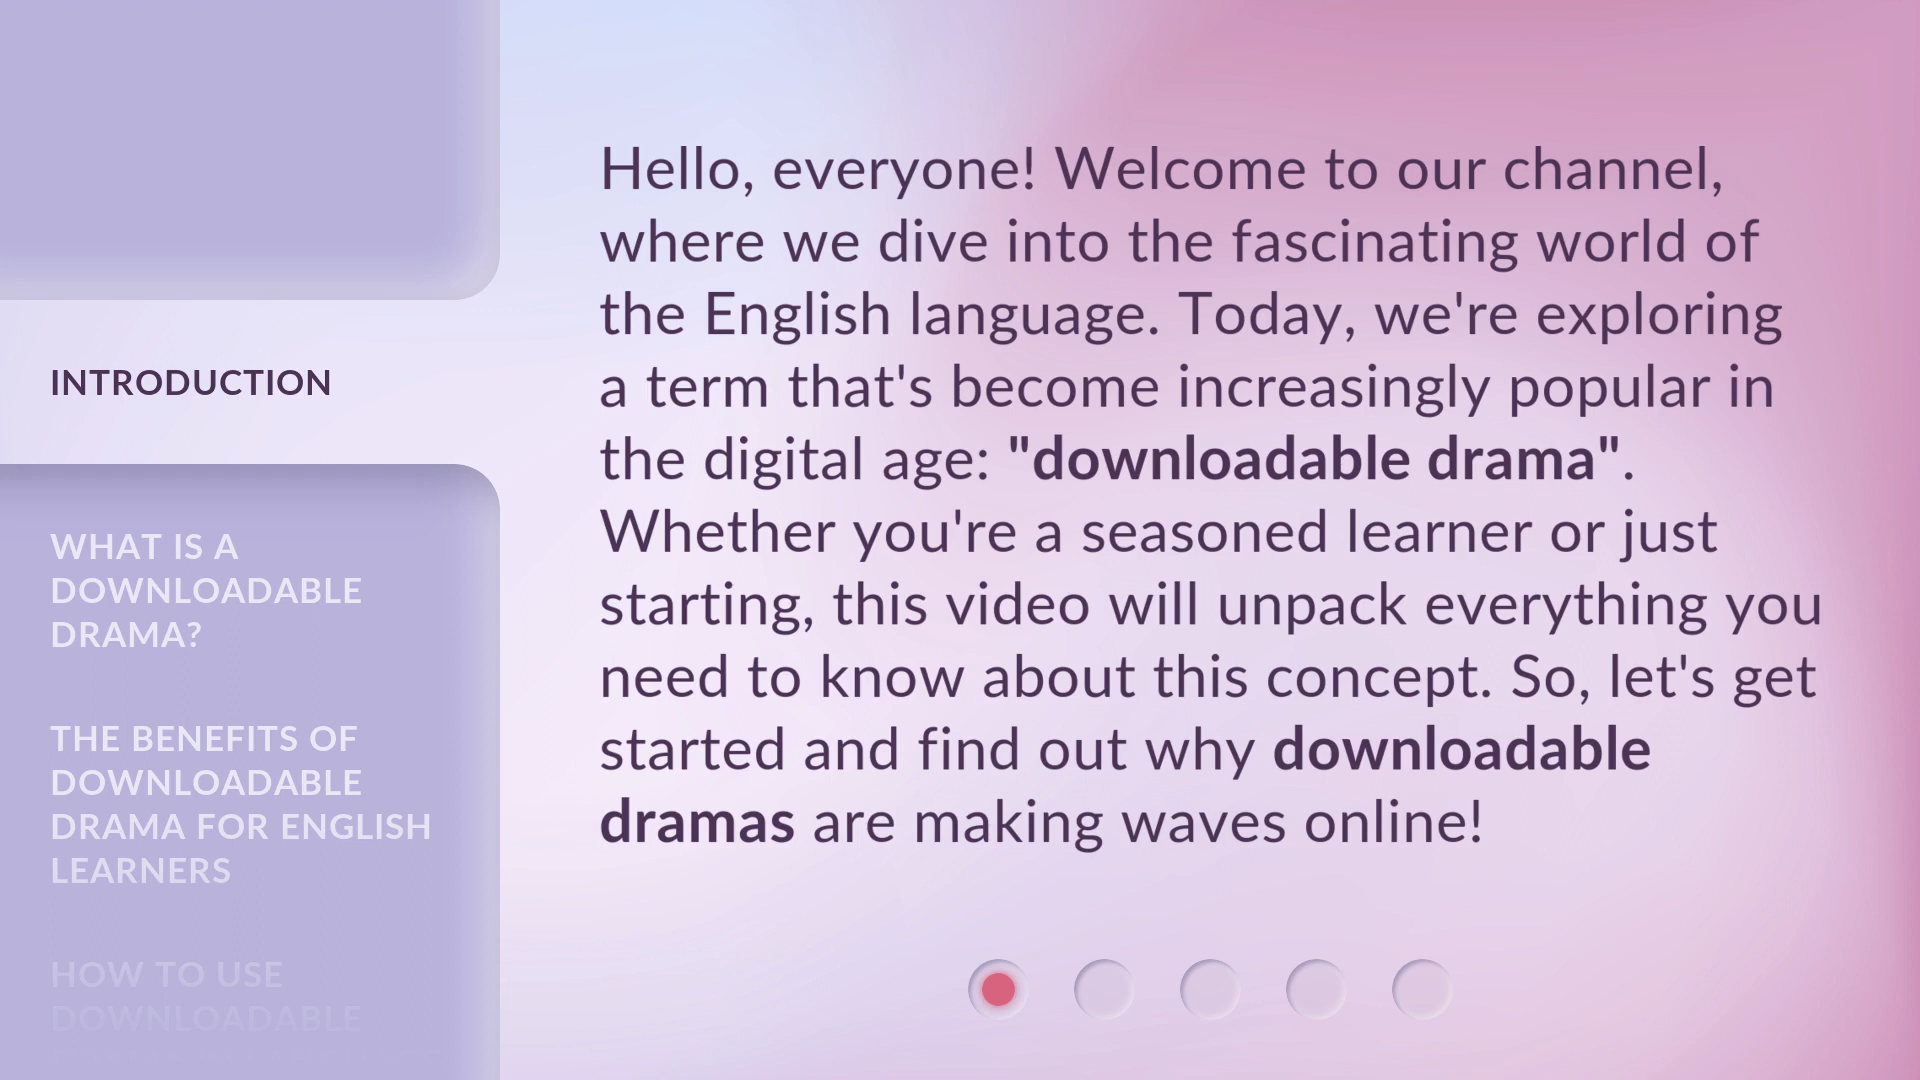 INTRODUCTION
WHAT IS A
DOWNLOADABLE
DRAMA?
THE BENEFITS OF
DOWNLOADABLE
DRAMA FOR ENGLISH
LEARNERS
HOW TO USE
DOWNLOADABLE
Hello, everyone! Welcome to our channel,
where we dive into the fascinating world of
the English language. Today, we're exploring
a term that's become increasingly popular in
the digital age: "downloadable drama".
Whether you're a seasoned learner or just
starting, this video will unpack everything you
need to know about this concept. So, let's get
started and find out why downloadable
dramas are making waves online!